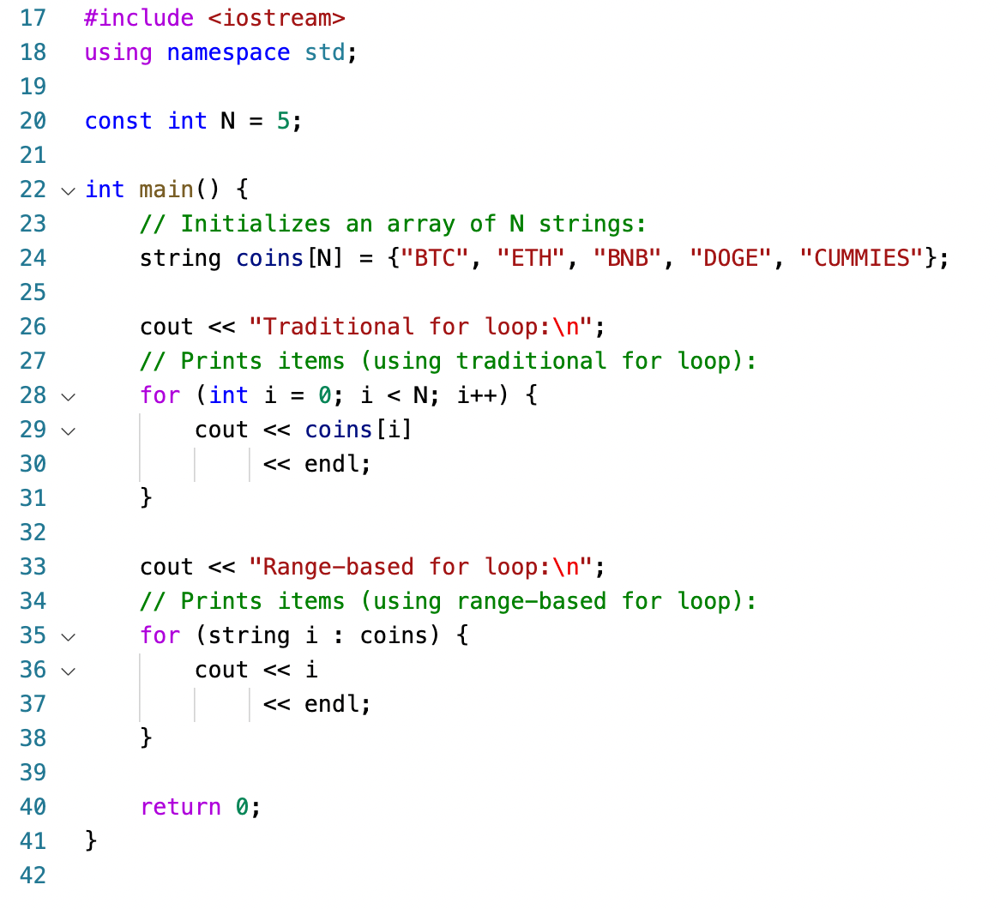 17 #include <iostream>
18 using namespace std;
19
20 const int N = 5;
21
22 int main() {
23     // Initializes an array of N strings:
24     string coins[N] = {"BTC", "ETH", "BNB", "DOGE", "CUMMIES"};
25
26     cout << "Traditional for loop:\n";
27     // Prints items (using traditional for loop):
28     for (int i = 0; i < N; i++) {
29         cout << coins[i]
30              << endl;
31     }
32
33     cout << "Range-based for loop:\n";
34     // Prints items (using range-based for loop):
35     for (string i : coins) {
36         cout << i
37              << endl;
38     }
39
40     return 0;
41 }
42